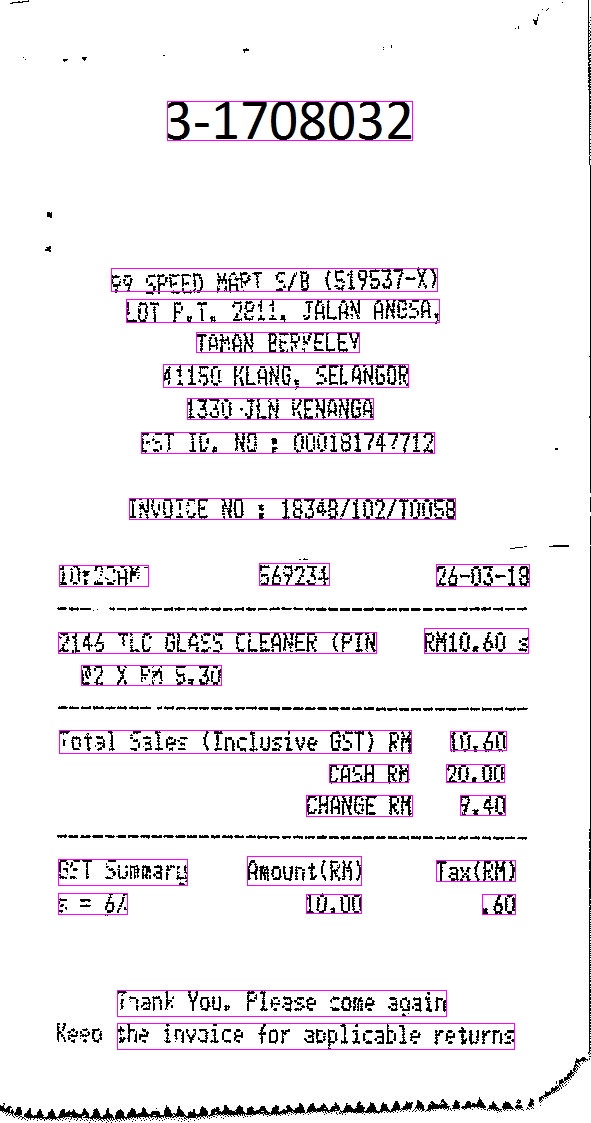 3-1708032
99 SPEED MART S/B (519537-X)
LOT P.T. 2811, JALAN ANGSA,
TAMAN BERKELEY
41150 KLANG, SELANGOR
1330-JLN KENANGA
GST ID. NO : 000181747712
INVOICE NO : 18348/102/T0058
569234 26-03-18
2146 TLC GLASS CLEANER (PIN RM10.60 s
@2 X RM 5.30
Total Sales (Inclusive GST) RM 10.60
CASH RM 20.00
CHANGE RM 9.40
GST Summary Amount(RM) Tax(RM)
s = 6% 10.00 .60
Thank You. Please come again
Keep the invoice for applicable returns